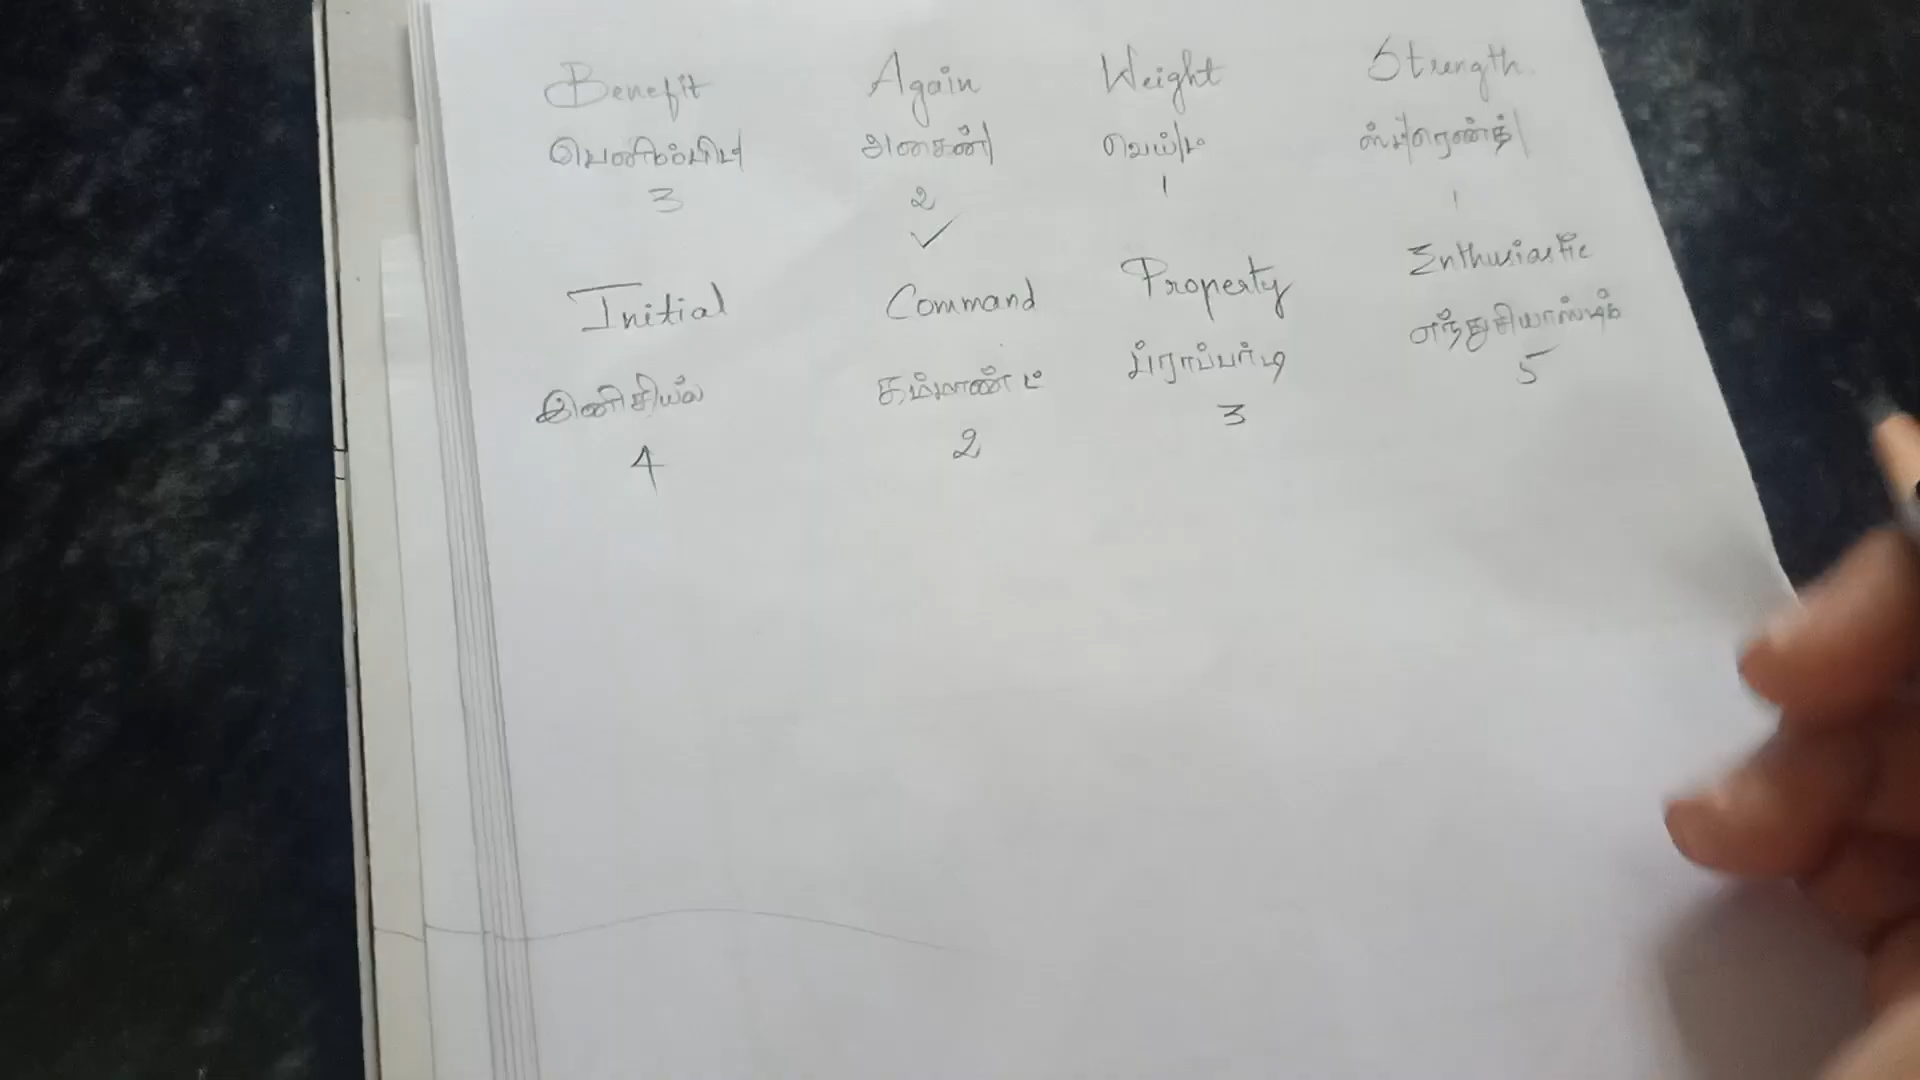 Benefit Again Weight Strength
பெனிஃபிட் அகைன் வெய்ட் ஸ்ட்ரெண்த்
3 2 1 1
Initial Command Property Enthusiastic
இனிசியல் கம்மாண்ட் ப்ராப்பர்டி எந்துசியாஸ்டிக்
4 2 3 5